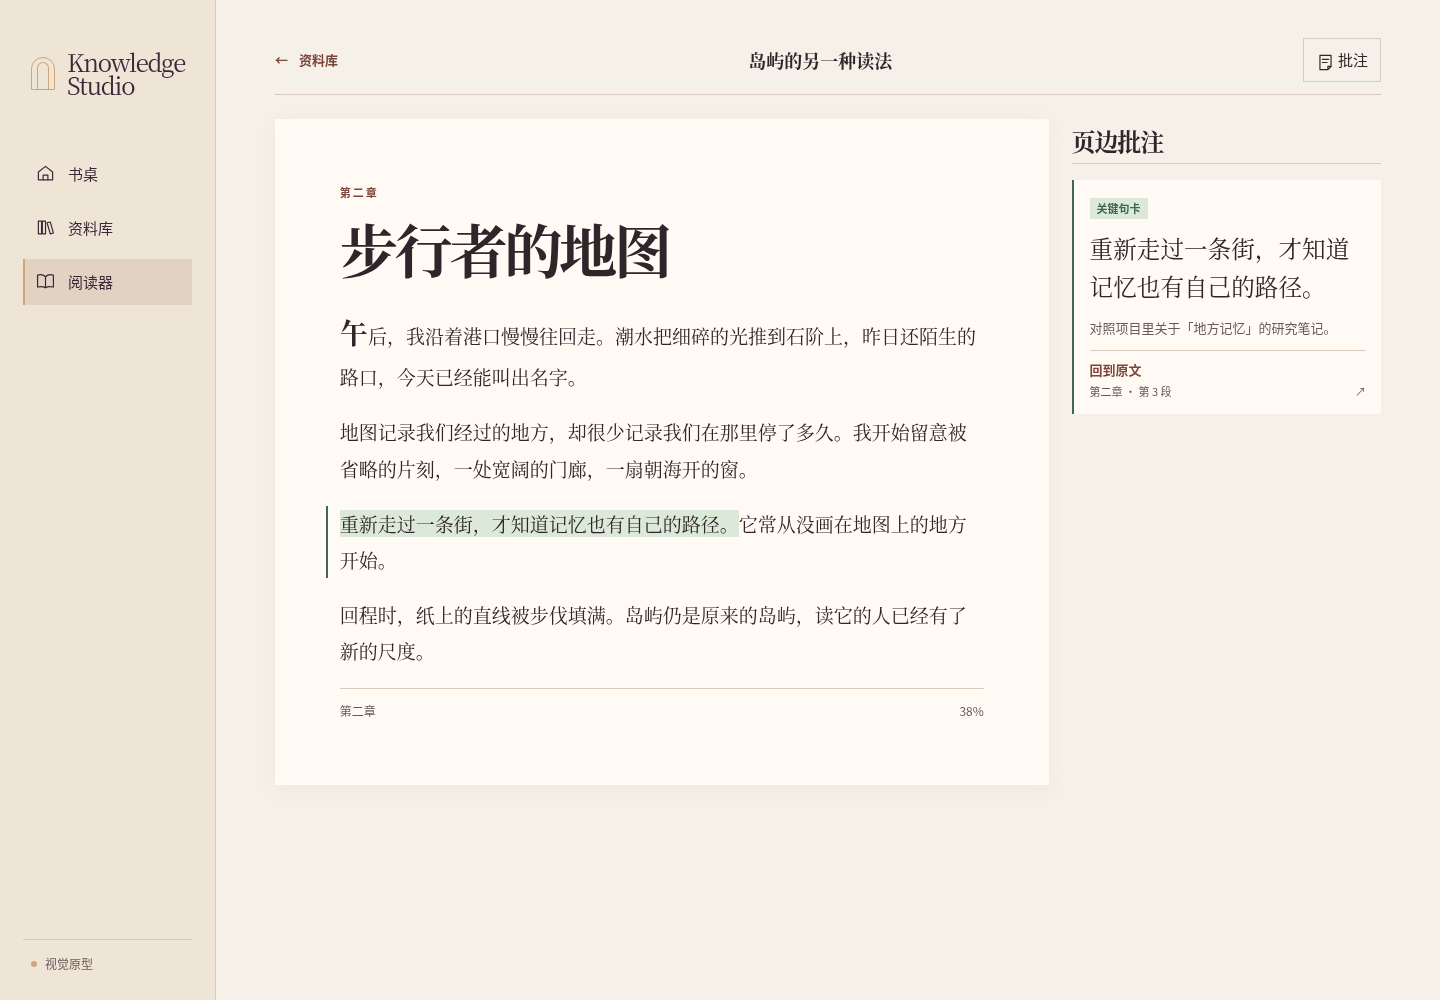 Knowledge
Studio
书桌
资料库
阅读器
视觉原型
← 资料库
岛屿的另一种读法
批注
第二章
步行者的地图
午后，我沿着港口慢慢往回走。潮水把细碎的光推到石阶上，昨日还陌生的
路口，今天已经能叫出名字。
地图记录我们经过的地方，却很少记录我们在那里停了多久。我开始留意被
省略的片刻，一处宽阔的门廊，一扇朝海开的窗。
重新走过一条街，才知道记忆也有自己的路径。它常从没画在地图上的地方
开始。
回程时，纸上的直线被步伐填满。岛屿仍是原来的岛屿，读它的人已经有了
新的尺度。
第二章
38%
页边批注
关键句卡
重新走过一条街，才知道
记忆也有自己的路径。
对照项目里关于「地方记忆」的研究笔记。
回到原文
第二章 · 第 3 段 ↗